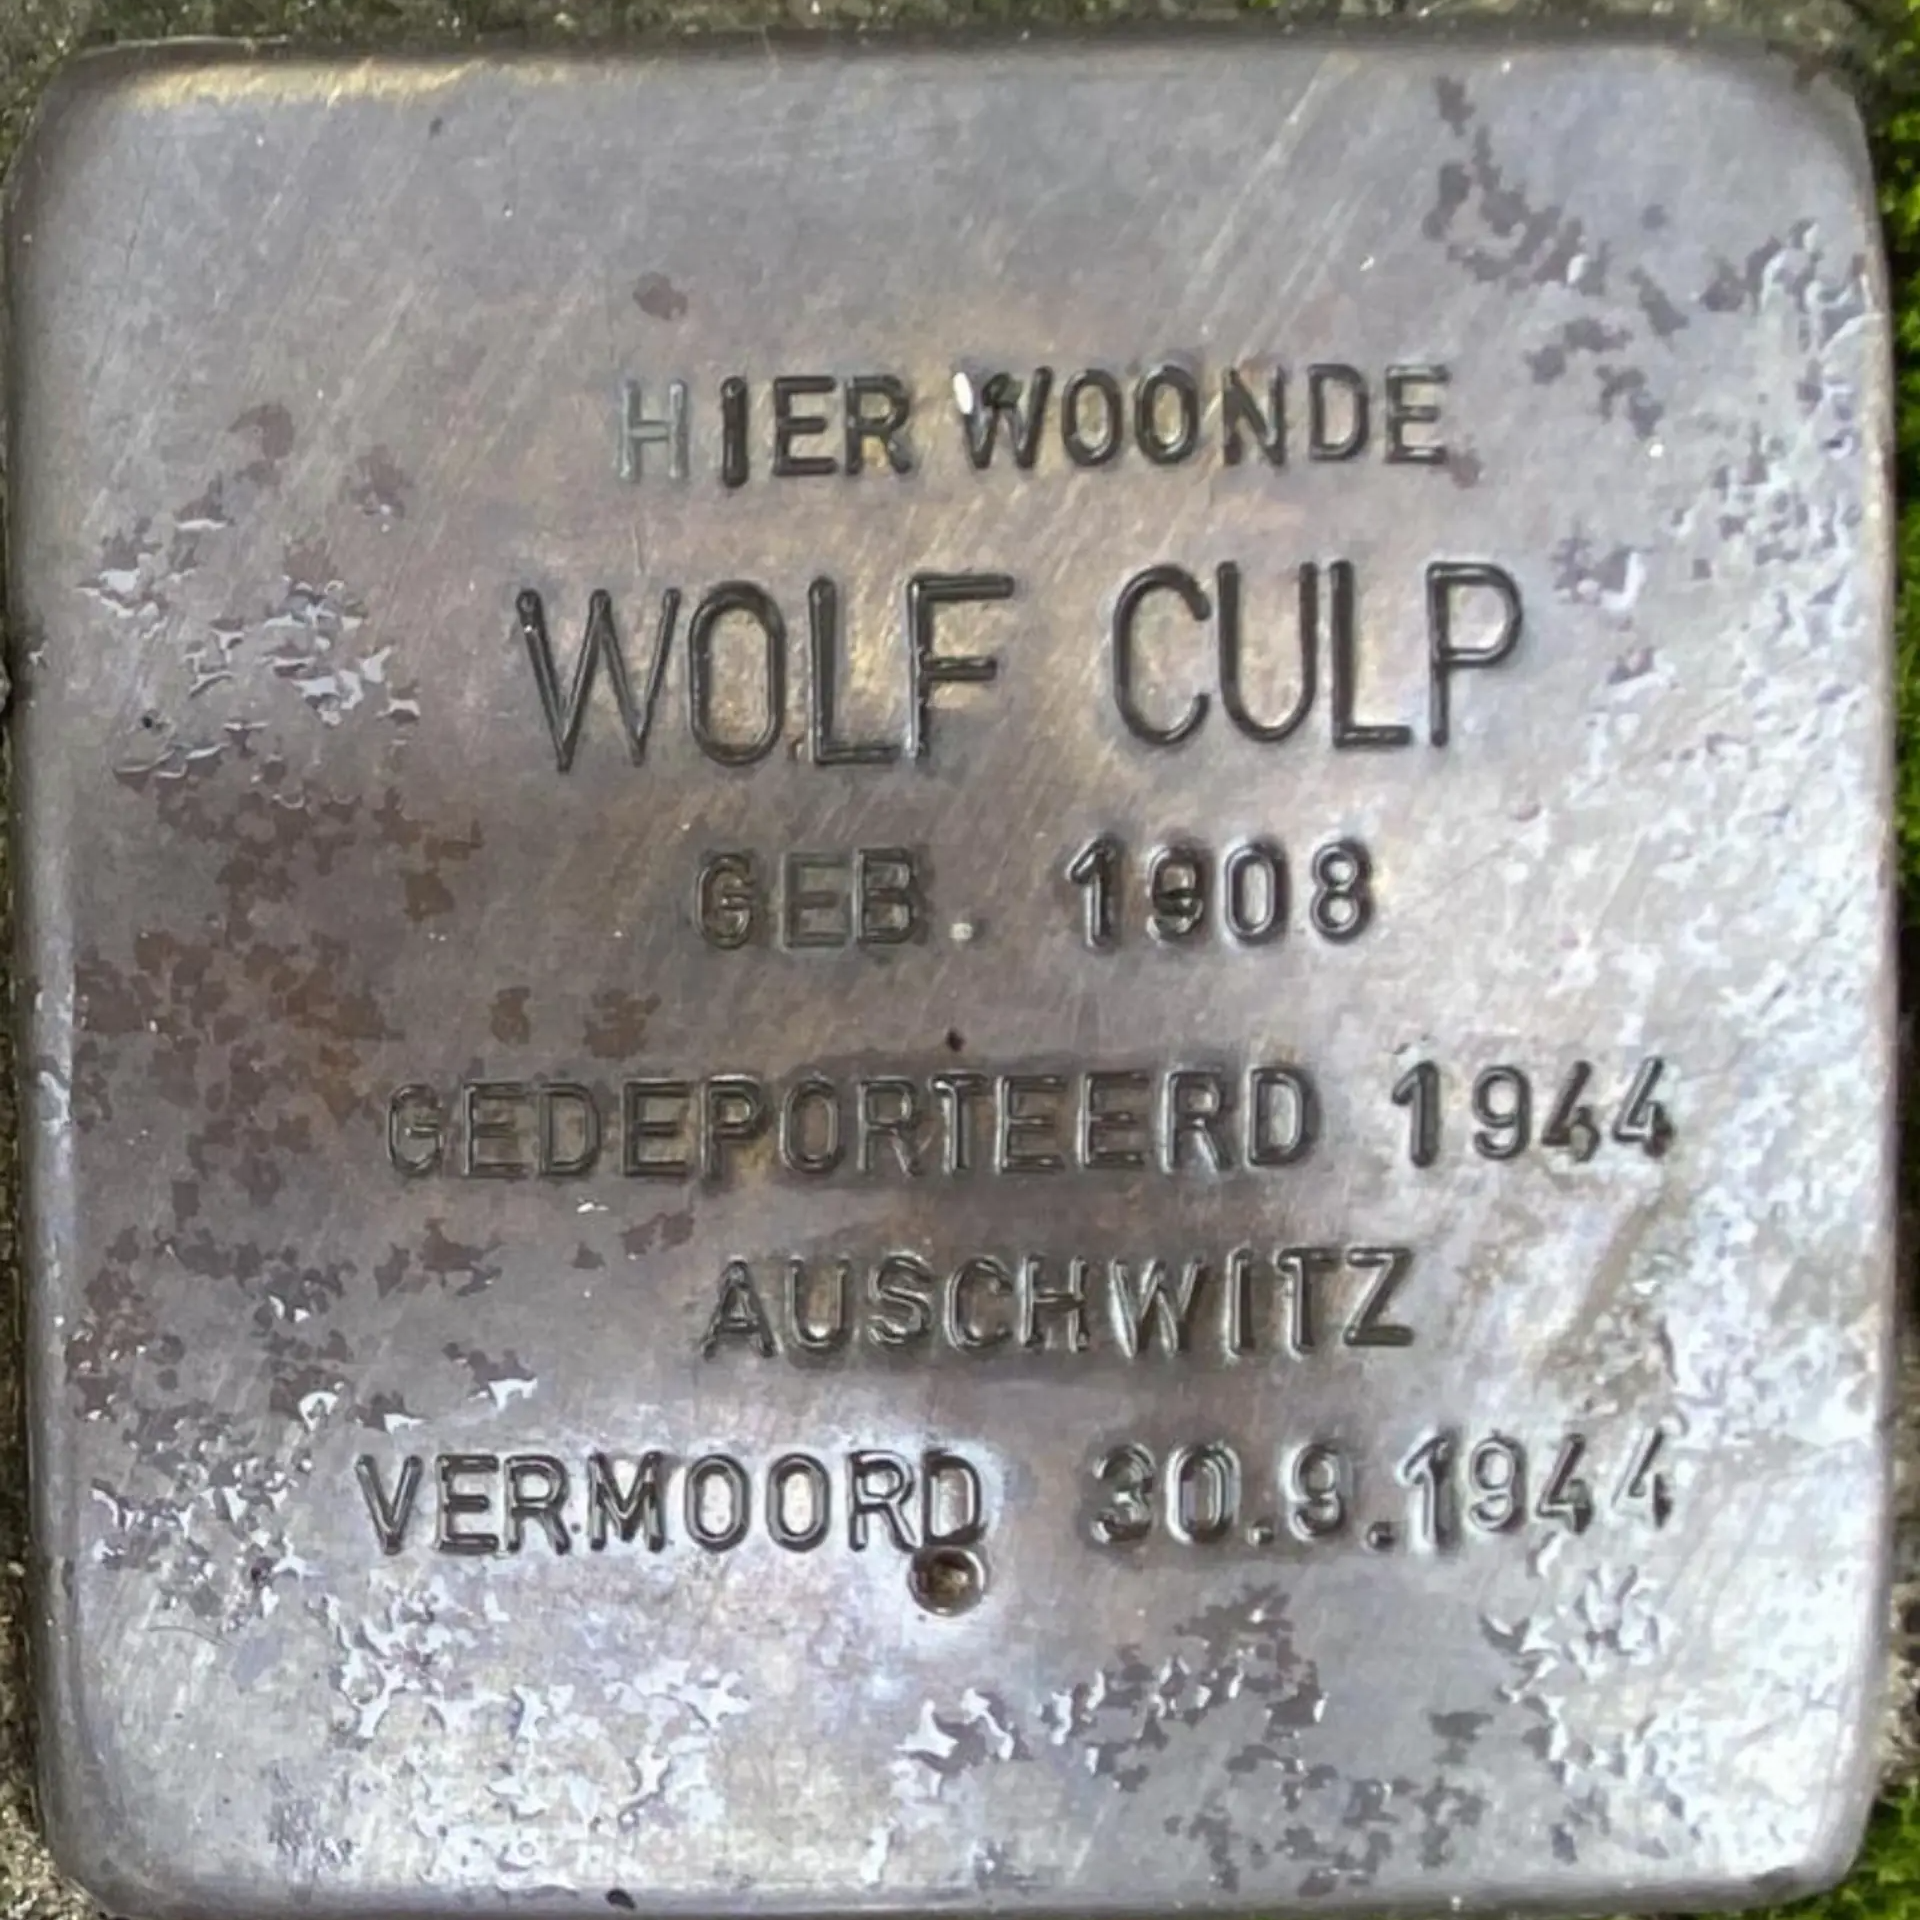 HIER WOONDE
WOLF CULP
GEB. 1908
GEDEPORTEERD 1944
AUSCHWITZ
VERMOORD 30.9.1944